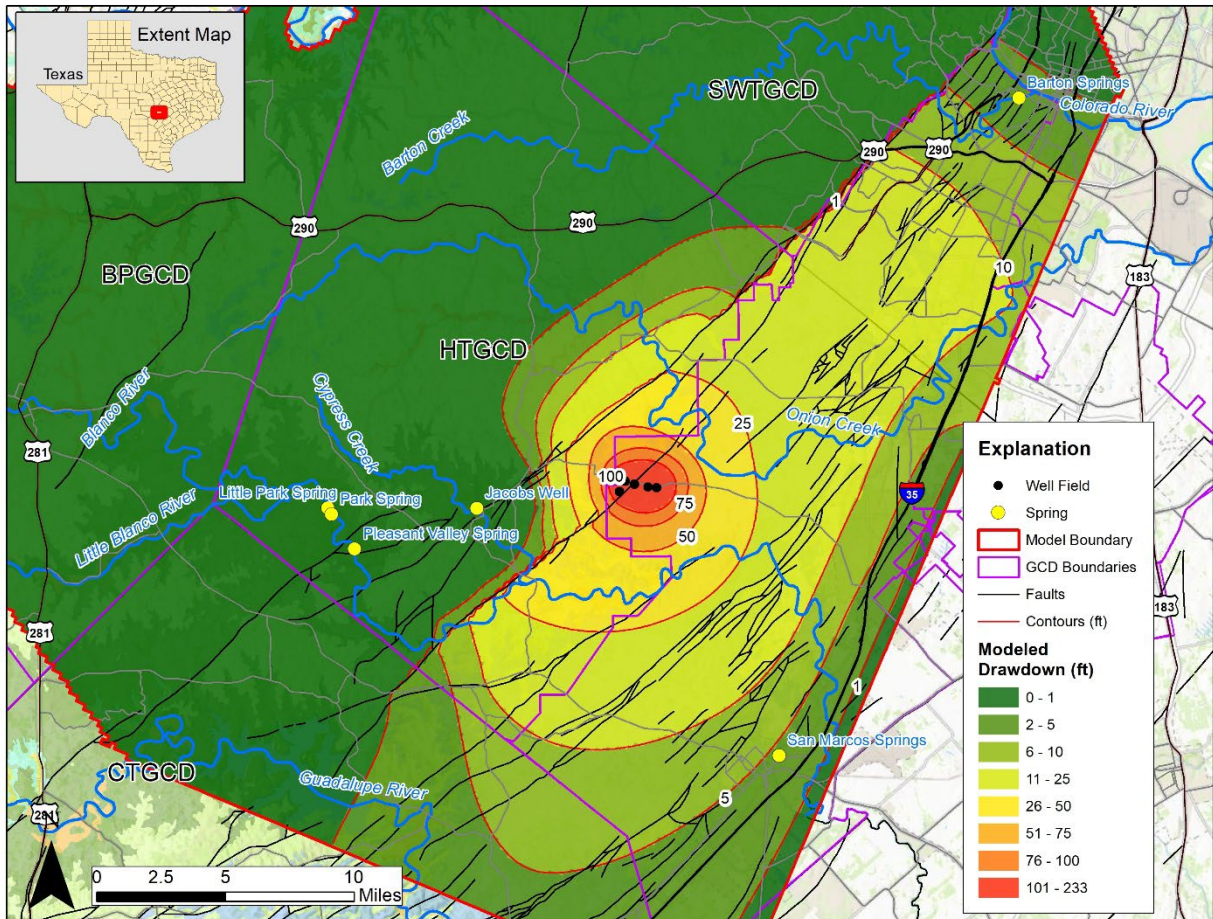 Extent Map
Texas
Barton Springs
Colorado River
SWTGCD
Barton Creek
290
290
1
290
290
BPGCD
10
183
HTGCD
Blanco River
Cypress Creek
25
Onion Creek
281
Little Park Spring
Park Spring
Jacobs Well
100
75
35
Little Blanco River
Pleasant Valley Spring
50
183
281
1
San Marcos Springs
CTGCD
Guadalupe River
5
281
0
2.5
5
10
Miles
Explanation
Well Field
Spring
Model Boundary
GCD Boundaries
Faults
Contours (ft)
Modeled
Drawdown (ft)
0 - 1
2 - 5
6 - 10
11 - 25
26 - 50
51 - 75
76 - 100
101 - 233